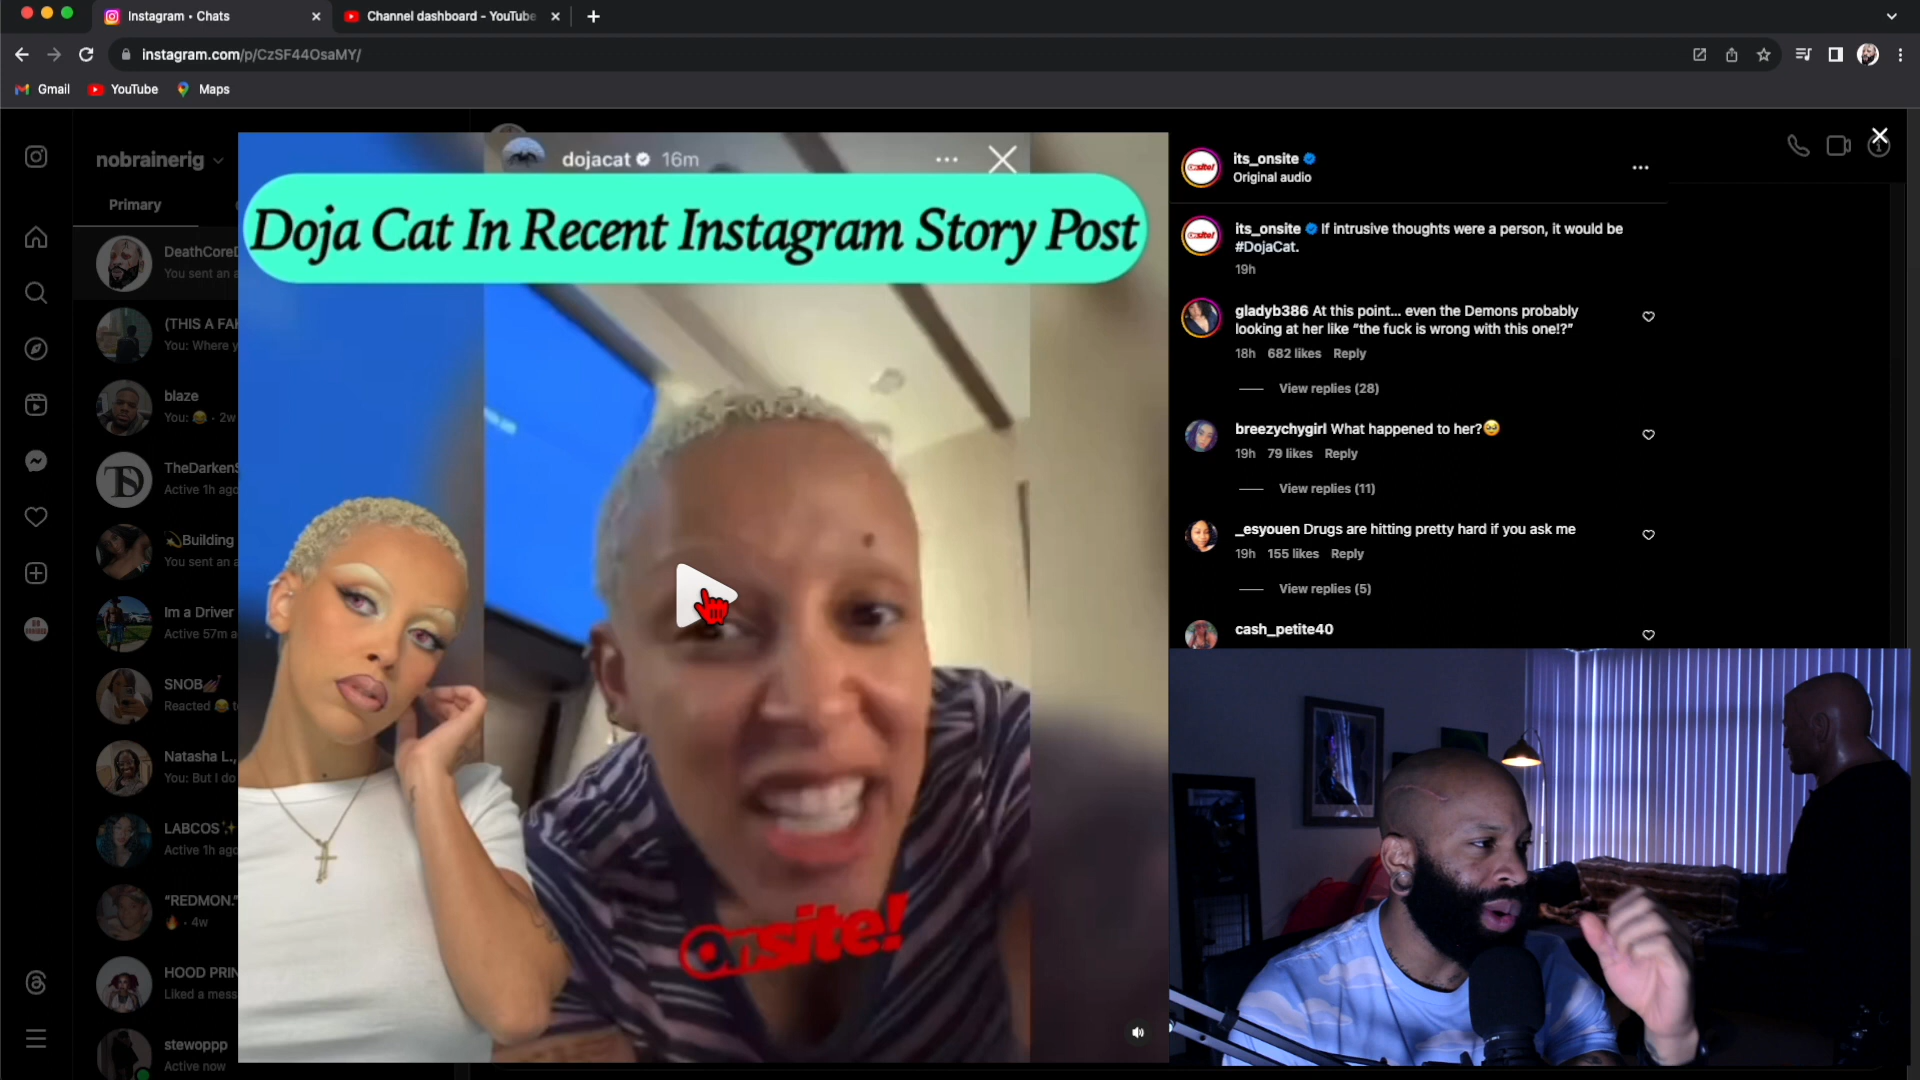 Instagram • Chats
Channel dashboard - YouTube
instagram.com/p/CzSF44OsaMY/
Gmail
YouTube
Maps
nobrainerig
Primary
DeathCoreD
You sent an a
(THIS A FAK
You: Where y
blaze
You: 😂 · 2w
TheDarkenS
Active 1h ago
💫Building
You sent an a
Im a Driver
Active 57m a
SNOB💅🏾
Reacted 😂 t
Natasha L.,
You: But I do
LABCOS✨
Active 1h ago
"REDMON."
🔥 · 4w
HOOD PRIN
Liked a mess
stewoppp
Active now
dojacat 16m
Doja Cat In Recent Instagram Story Post
Onsite!
Onsite!
its_onsite
Original audio
Onsite!
its_onsite If intrusive thoughts were a person, it would be
#DojaCat.
19h
gladyb386 At this point... even the Demons probably
looking at her like "the fuck is wrong with this one!?"
18h 682 likes Reply
View replies (28)
breezychygirl What happened to her?🥹
19h 79 likes Reply
View replies (11)
_esyouen Drugs are hitting pretty hard if you ask me
19h 155 likes Reply
View replies (5)
cash_petite40